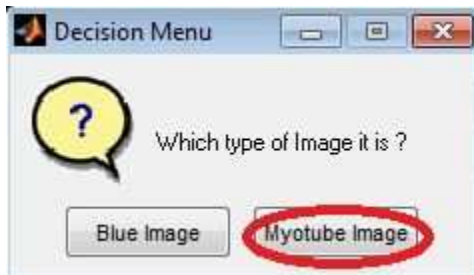 Decision Menu
?
Which type of Image it is ?
Blue Image
Myotube Image